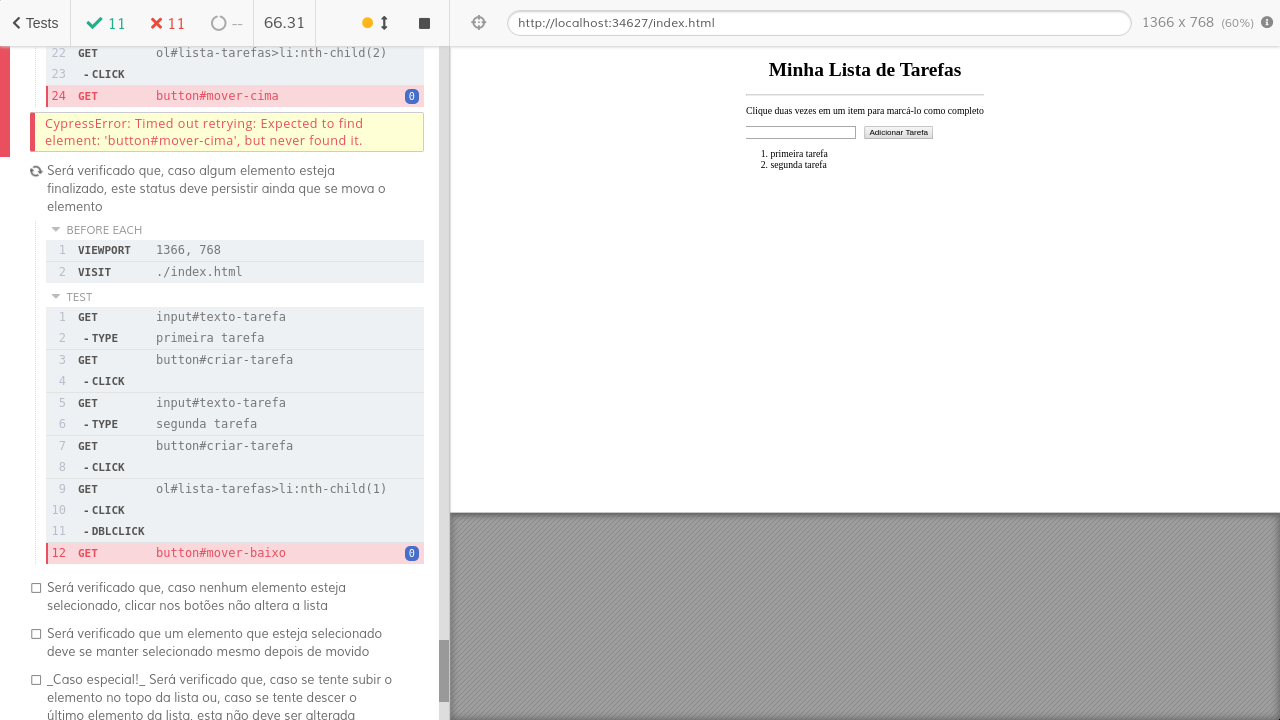 Tests 11 11 -- 66.31
http://localhost:34627/index.html 1366 x 768 (60%)
22 GET ol#lista-tarefas>li:nth-child(2)
23 - CLICK
24 GET button#mover-cima 0
CypressError: Timed out retrying: Expected to find
element: 'button#mover-cima', but never found it.
Será verificado que, caso algum elemento esteja
finalizado, este status deve persistir ainda que se mova o
elemento
BEFORE EACH
1 VIEWPORT 1366, 768
2 VISIT ./index.html
TEST
1 GET input#texto-tarefa
2 - TYPE primeira tarefa
3 GET button#criar-tarefa
4 - CLICK
5 GET input#texto-tarefa
6 - TYPE segunda tarefa
7 GET button#criar-tarefa
8 - CLICK
9 GET ol#lista-tarefas>li:nth-child(1)
10 - CLICK
11 - DBLCLICK
12 GET button#mover-baixo 0
Será verificado que, caso nenhum elemento esteja
selecionado, clicar nos botões não altera a lista
Será verificado que um elemento que esteja selecionado
deve se manter selecionado mesmo depois de movido
_Caso especial!_ Será verificado que, caso se tente subir o
elemento no topo da lista ou, caso se tente descer o
último elemento da lista, esta não deve ser alterada
Minha Lista de Tarefas
Clique duas vezes em um item para marcá-lo como completo
Adicionar Tarefa
1. primeira tarefa
2. segunda tarefa